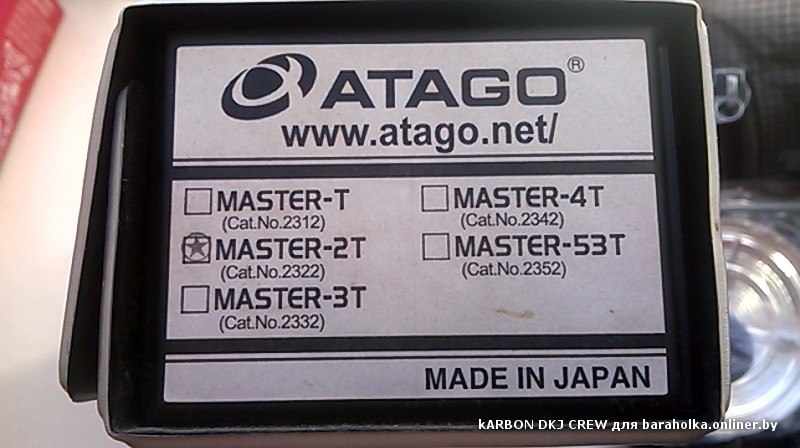 ATAGO®
www.atago.net/
MASTER-T
(Cat.No.2312)
MASTER-2T
(Cat.No.2322)
MASTER-3T
(Cat.No.2332)
MASTER-4T
(Cat.No.2342)
MASTER-53T
(Cat.No.2352)
MADE IN JAPAN
kARBON DKJ CREW для baraholka.onliner.by